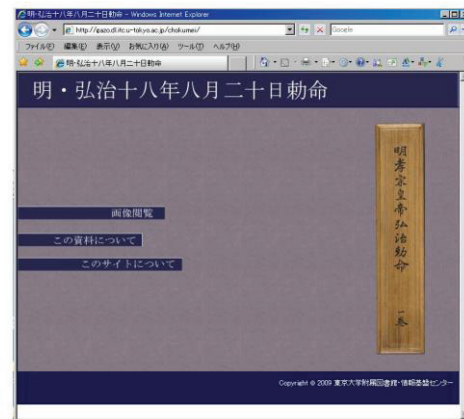 明・弘治十八年八月二十日勅命 - Windows Internet Explorer
http://gazo.dl.itc.u-tokyo.ac.jp/chokumei/
Google
ファイル(F) 編集(E) 表示(V) お気に入り(A) ツール(T) ヘルプ(H)
明・弘治十八年八月二十日勅命
明・弘治十八年八月二十日勅命
明孝宗皇帝弘治勅命 一巻
画像閲覧
この資料について
このサイトについて
Copyright © 2009 東京大学附属図書館・情報基盤センター